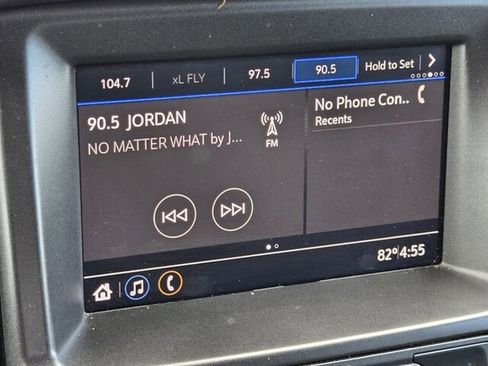 104.7 | xL FLY | 97.5 90.5 Hold to Set
90.5 JORDAN
NO MATTER WHAT by J...
FM
No Phone Con..
Recents
82° 4:55